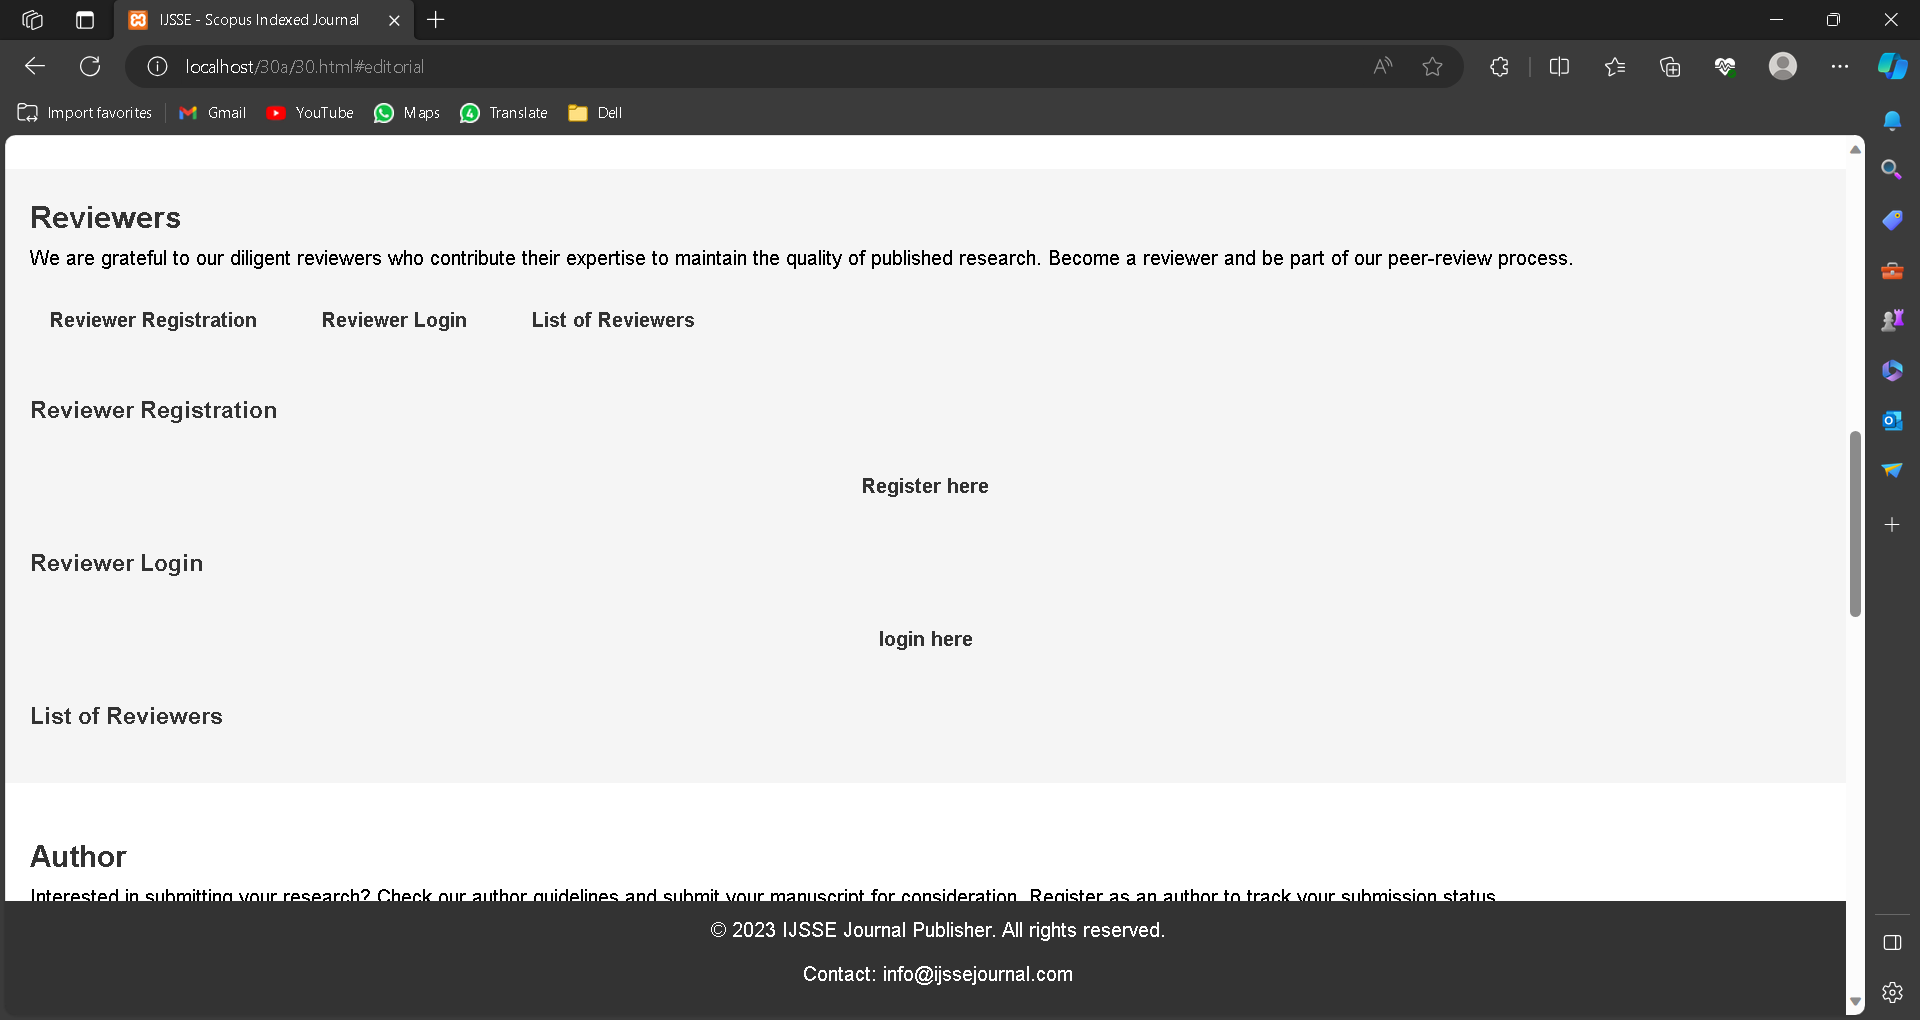 IJSSE - Scopus Indexed Journal
localhost/30a/30.html#editorial
Import favorites Gmail YouTube Maps Translate Dell
Reviewers
We are grateful to our diligent reviewers who contribute their expertise to maintain the quality of published research. Become a reviewer and be part of our peer-review process.
Reviewer Registration Reviewer Login List of Reviewers
Reviewer Registration
Register here
Reviewer Login
login here
List of Reviewers
Author
Interested in submitting your research? Check our author guidelines and submit your manuscript for consideration. Register as an author to track your submission status.
© 2023 IJSSE Journal Publisher. All rights reserved.
Contact: info@ijssejournal.com